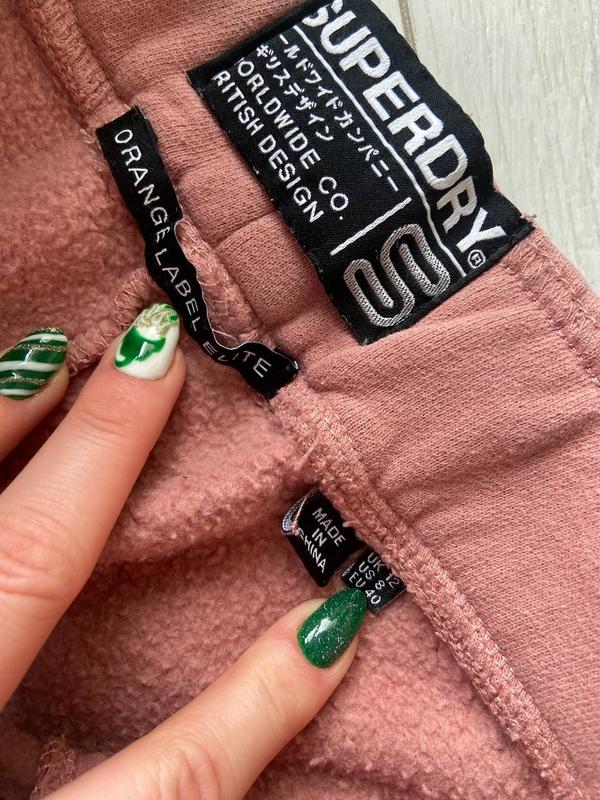 SUPERDRY®
ールドワイドカンパニー
ギリスデザイン
ORLDWIDE CO.
RITISH DESIGN
S
ORANGE LABEL ELITE
MADE
IN
CHINA
UK 12
US 8
EU 40